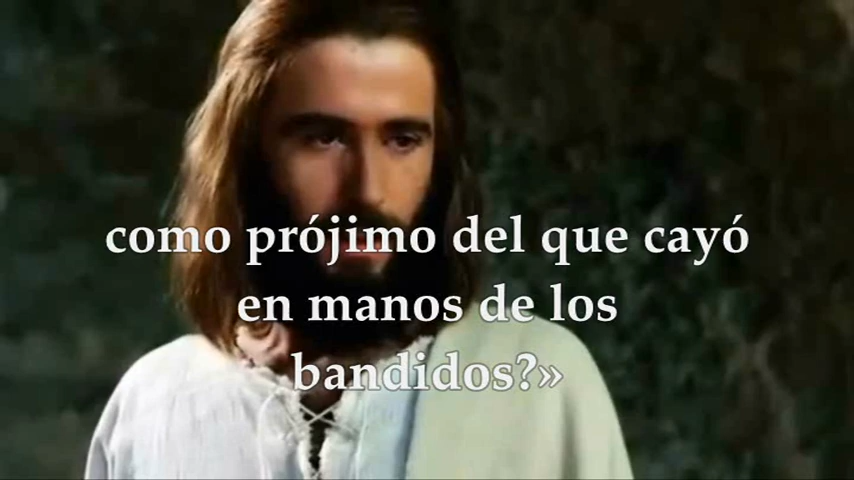 como prójimo del que cayó
en manos de los
bandidos?»